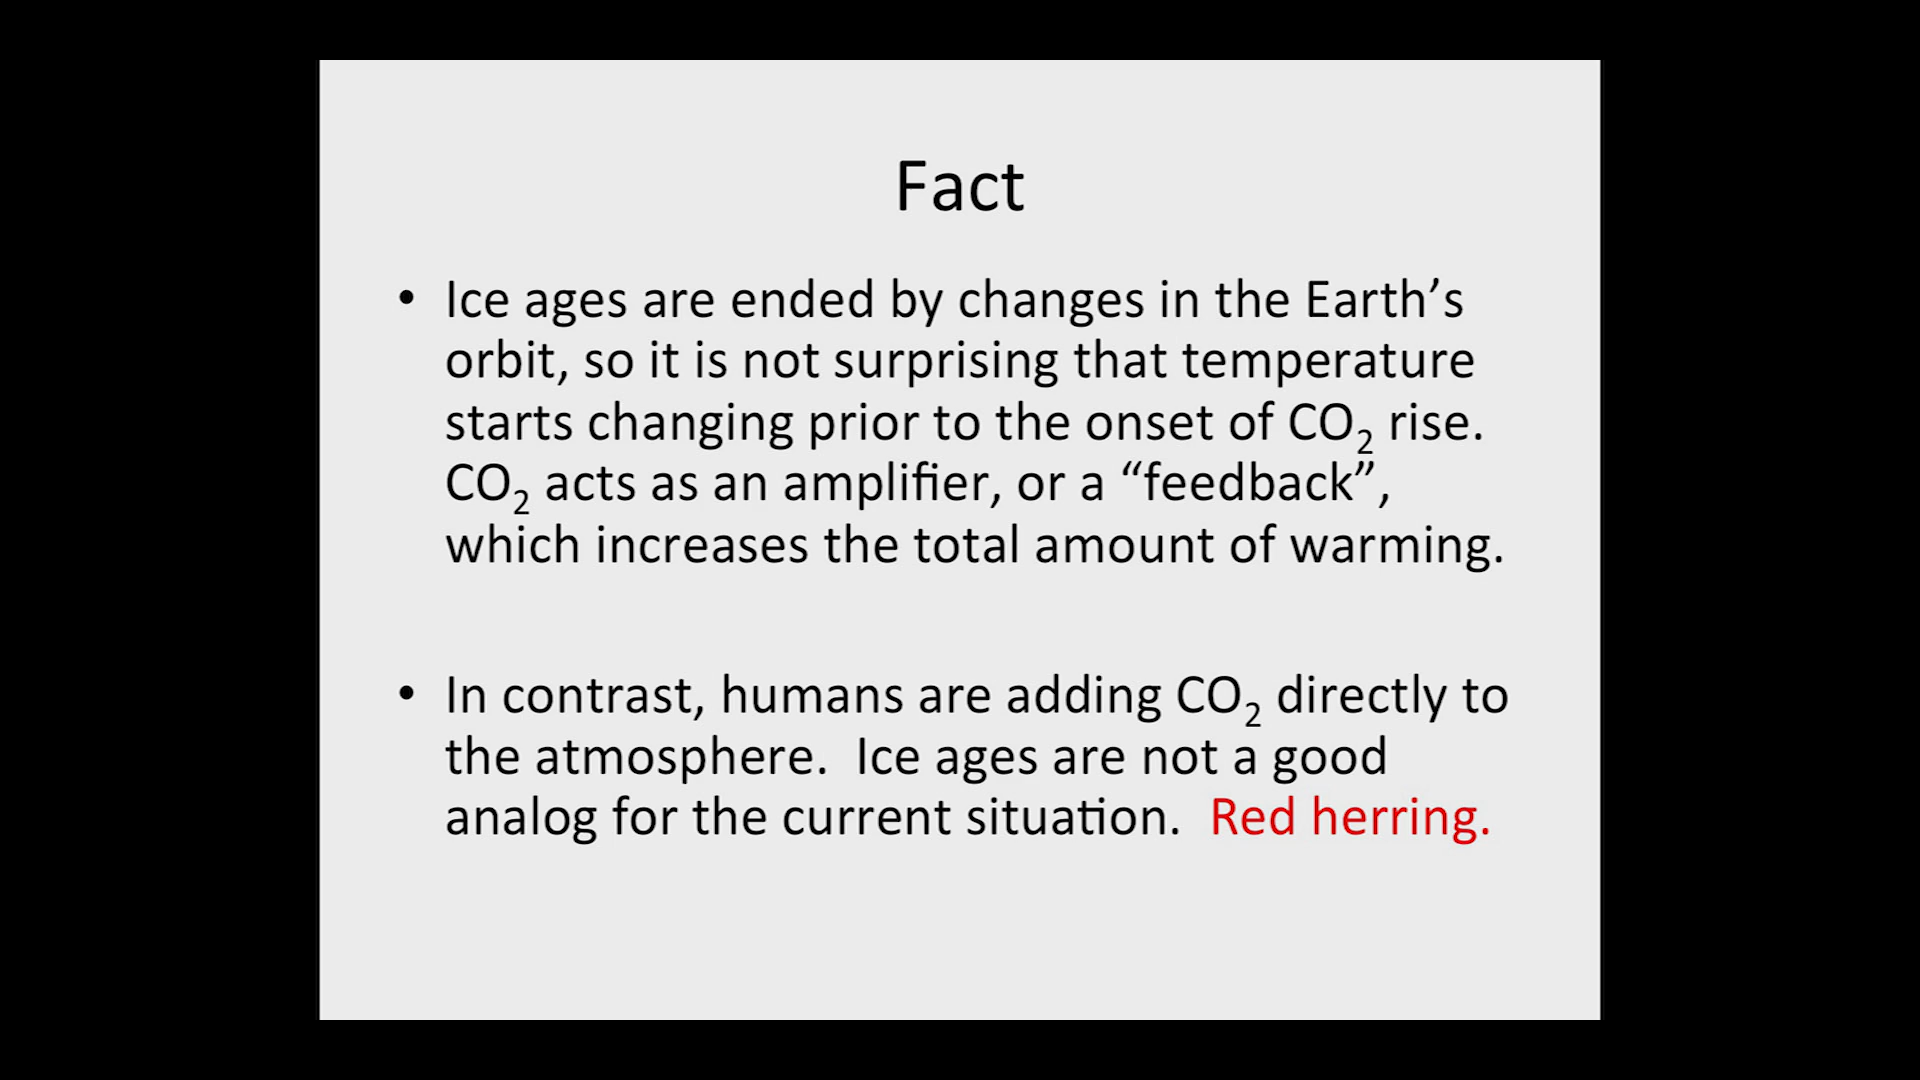 Fact
• Ice ages are ended by changes in the Earth’s
orbit, so it is not surprising that temperature
starts changing prior to the onset of CO₂ rise.
CO₂ acts as an amplifier, or a “feedback”,
which increases the total amount of warming.
• In contrast, humans are adding CO₂ directly to
the atmosphere.  Ice ages are not a good
analog for the current situation.  Red herring.